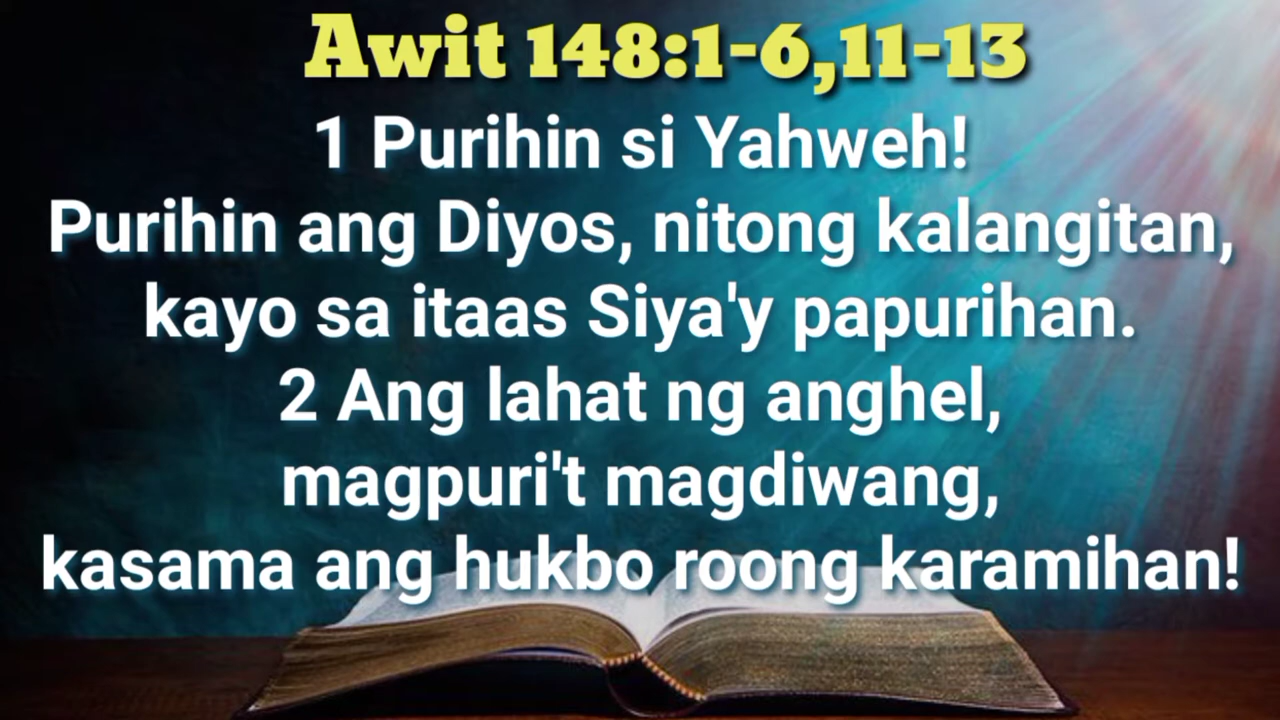 Awit 148:1-6,11-13
1 Purihin si Yahweh!
Purihin ang Diyos, nitong kalangitan,
kayo sa itaas Siya'y papurihan.
2 Ang lahat ng anghel,
magpuri't magdiwang,
kasama ang hukbo roong karamihan!